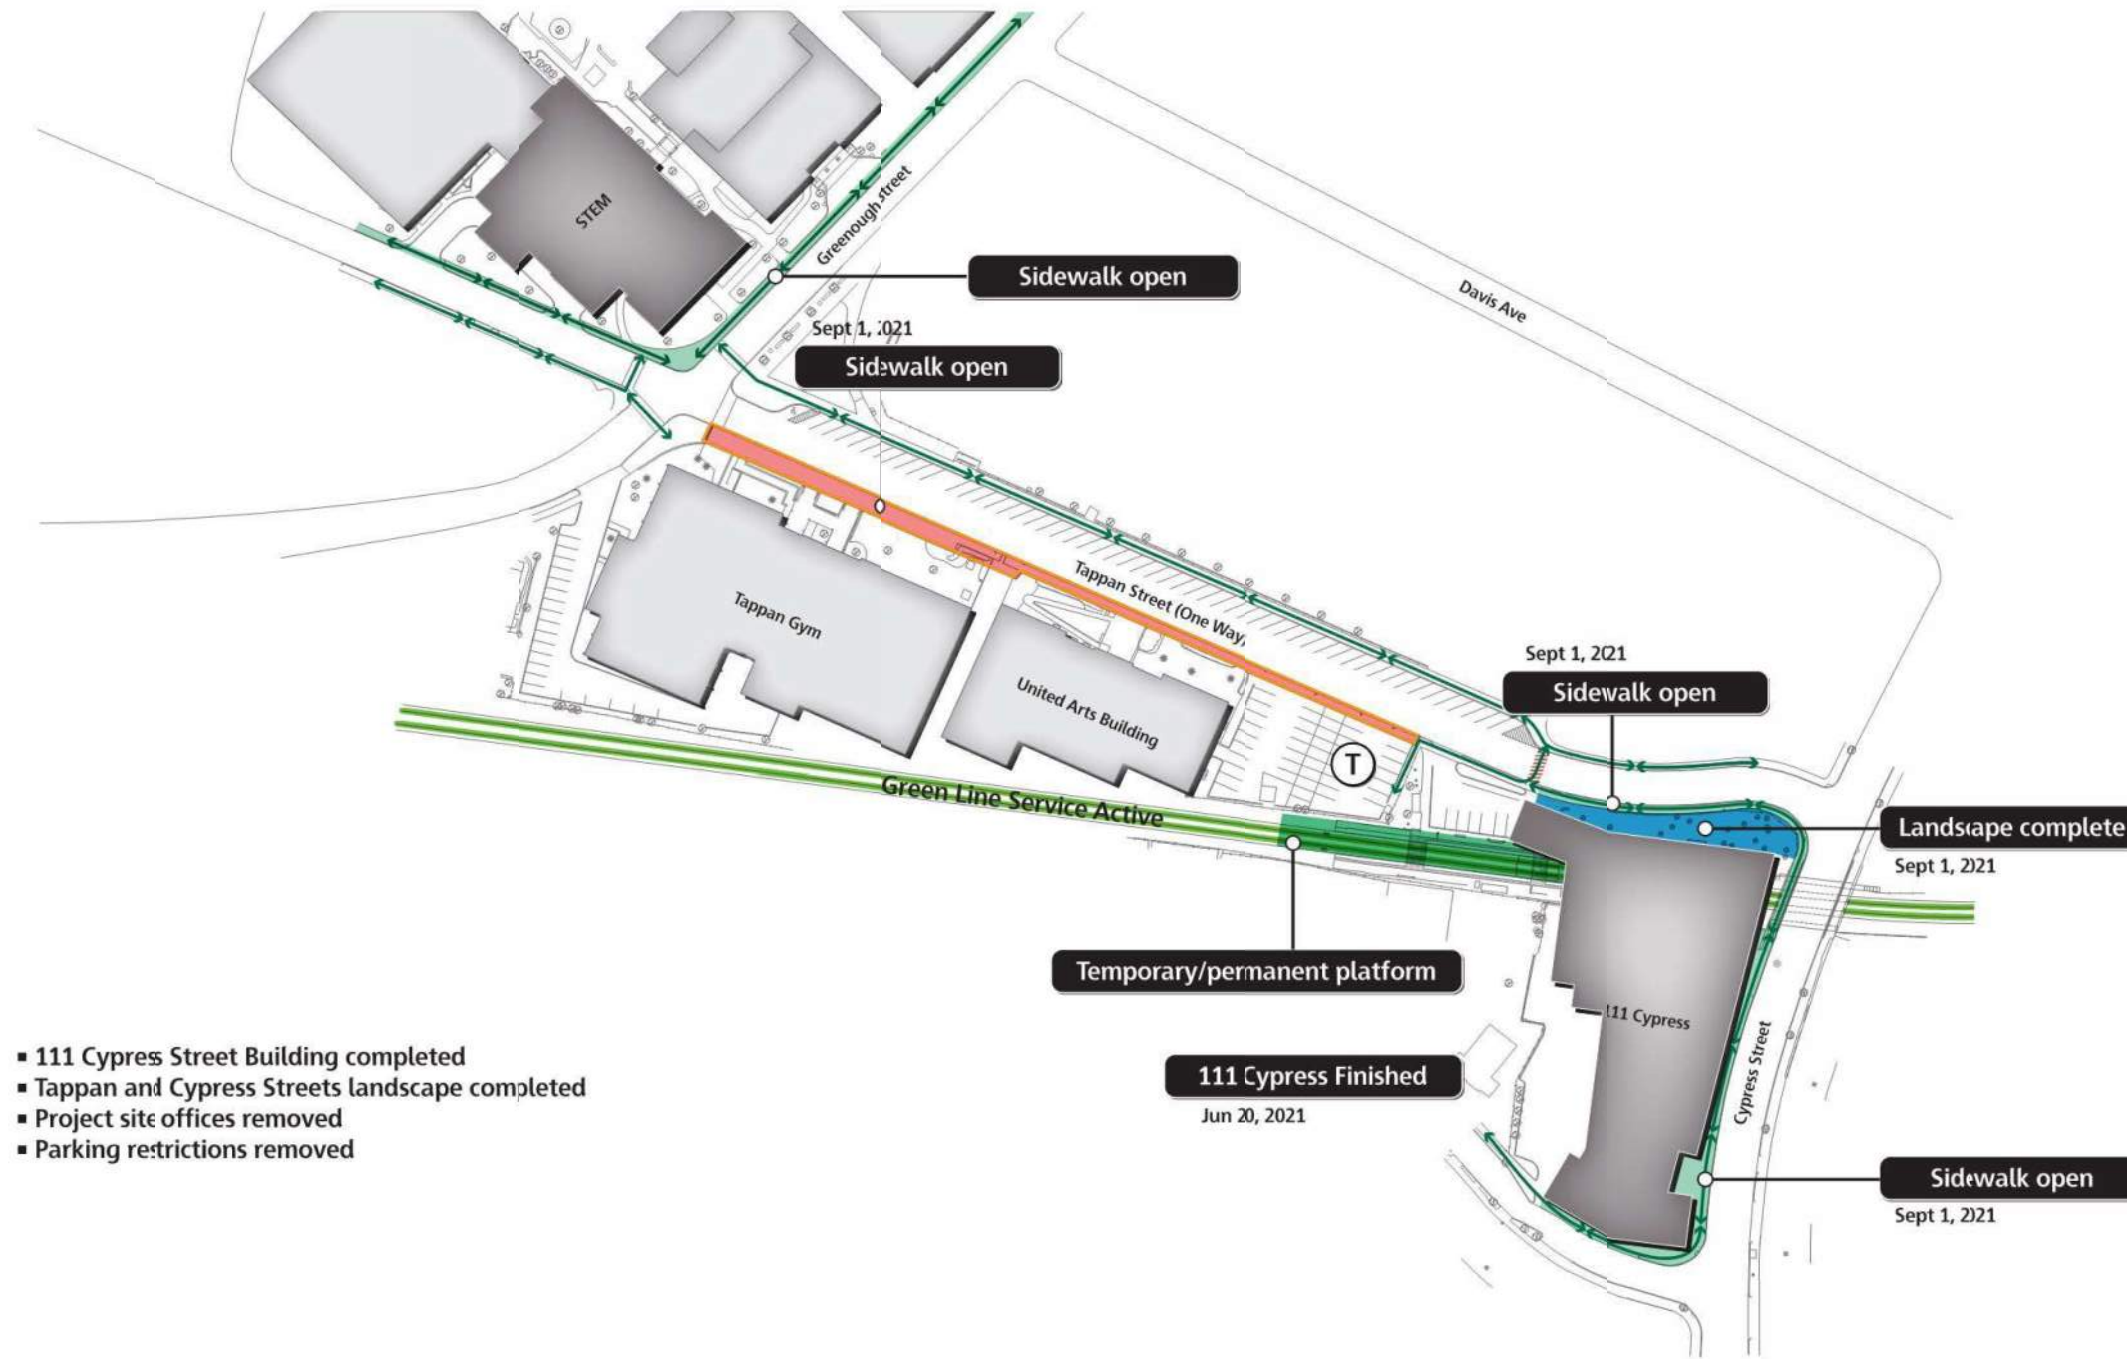 STEM
Greenough street
Sidewalk open
Davis Ave
Sept 1, 2021
Sidewalk open
Tappan Street (One Way)
Tappan Gym
United Arts Building
Sept 1, 2021
Sidewalk open
T
Green Line Service Active
Landscape complete
Sept 1, 2021
Temporary/permanent platform
111 Cypress
Cypress Street
111 Cypress Finished
Jun 20, 2021
▪ 111 Cypress Street Building completed
▪ Tappan and Cypress Streets landscape completed
▪ Project site offices removed
▪ Parking restrictions removed
Sidewalk open
Sept 1, 2021